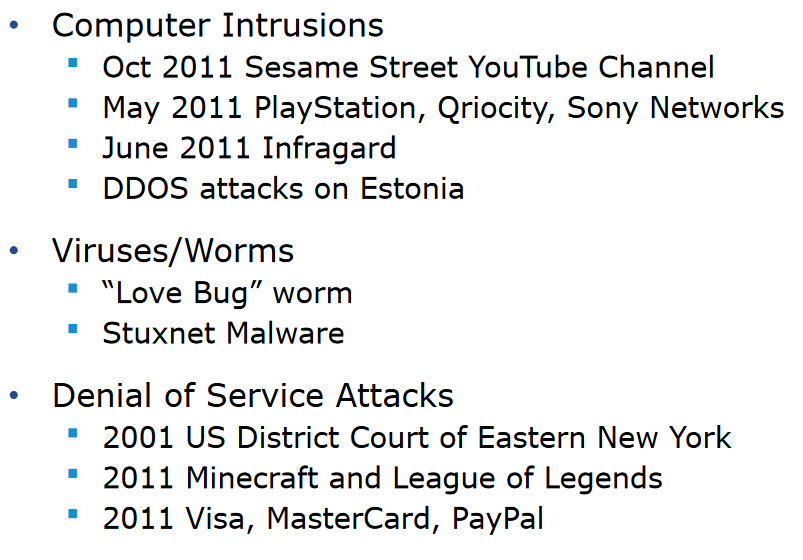 • Computer Intrusions
▪ Oct 2011 Sesame Street YouTube Channel
▪ May 2011 PlayStation, Qriocity, Sony Networks
▪ June 2011 Infragard
▪ DDOS attacks on Estonia
• Viruses/Worms
▪ “Love Bug” worm
▪ Stuxnet Malware
• Denial of Service Attacks
▪ 2001 US District Court of Eastern New York
▪ 2011 Minecraft and League of Legends
▪ 2011 Visa, MasterCard, PayPal